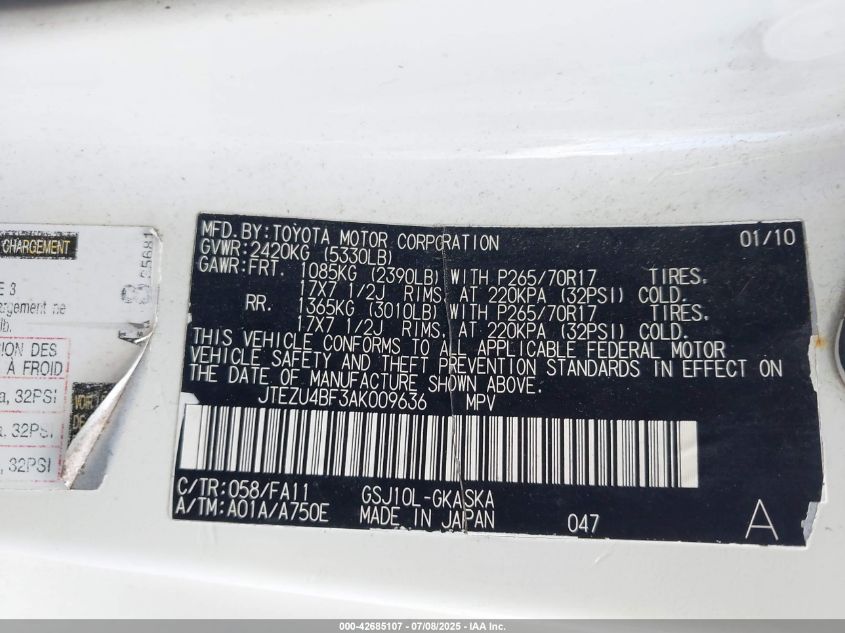 CHARGEMENT
85681
E 3
argement ne
lb.
ION DES
À FROID
a, 32PSI
a, 32PSI
, 32PSI
MFD. BY: TOYOTA MOTOR CORPORATION 01/10
GVWR: 2420KG (5330LB)
GAWR: FRT. 1085KG (2390LB) WITH P265/70R17 TIRES.
17X7 1/2J RIMS. AT 220KPA (32PSI) COLD.
RR. 1365KG (3010LB) WITH P265/70R17 TIRES.
17X7 1/2J RIMS. AT 220KPA (32PSI) COLD.
THIS VEHICLE CONFORMS TO ALL APPLICABLE FEDERAL MOTOR
VEHICLE SAFETY AND THEFT PREVENTION STANDARDS IN EFFECT ON
THE DATE OF MANUFACTURE SHOWN ABOVE.
JTEZU4BF3AK009636 MPV
C/TR: 058/FA11 GSJ10L-GKASKA
A/TM: A01A/A750E MADE IN JAPAN 047 A
000-42685107 - 07/08/2025 - IAA Inc.